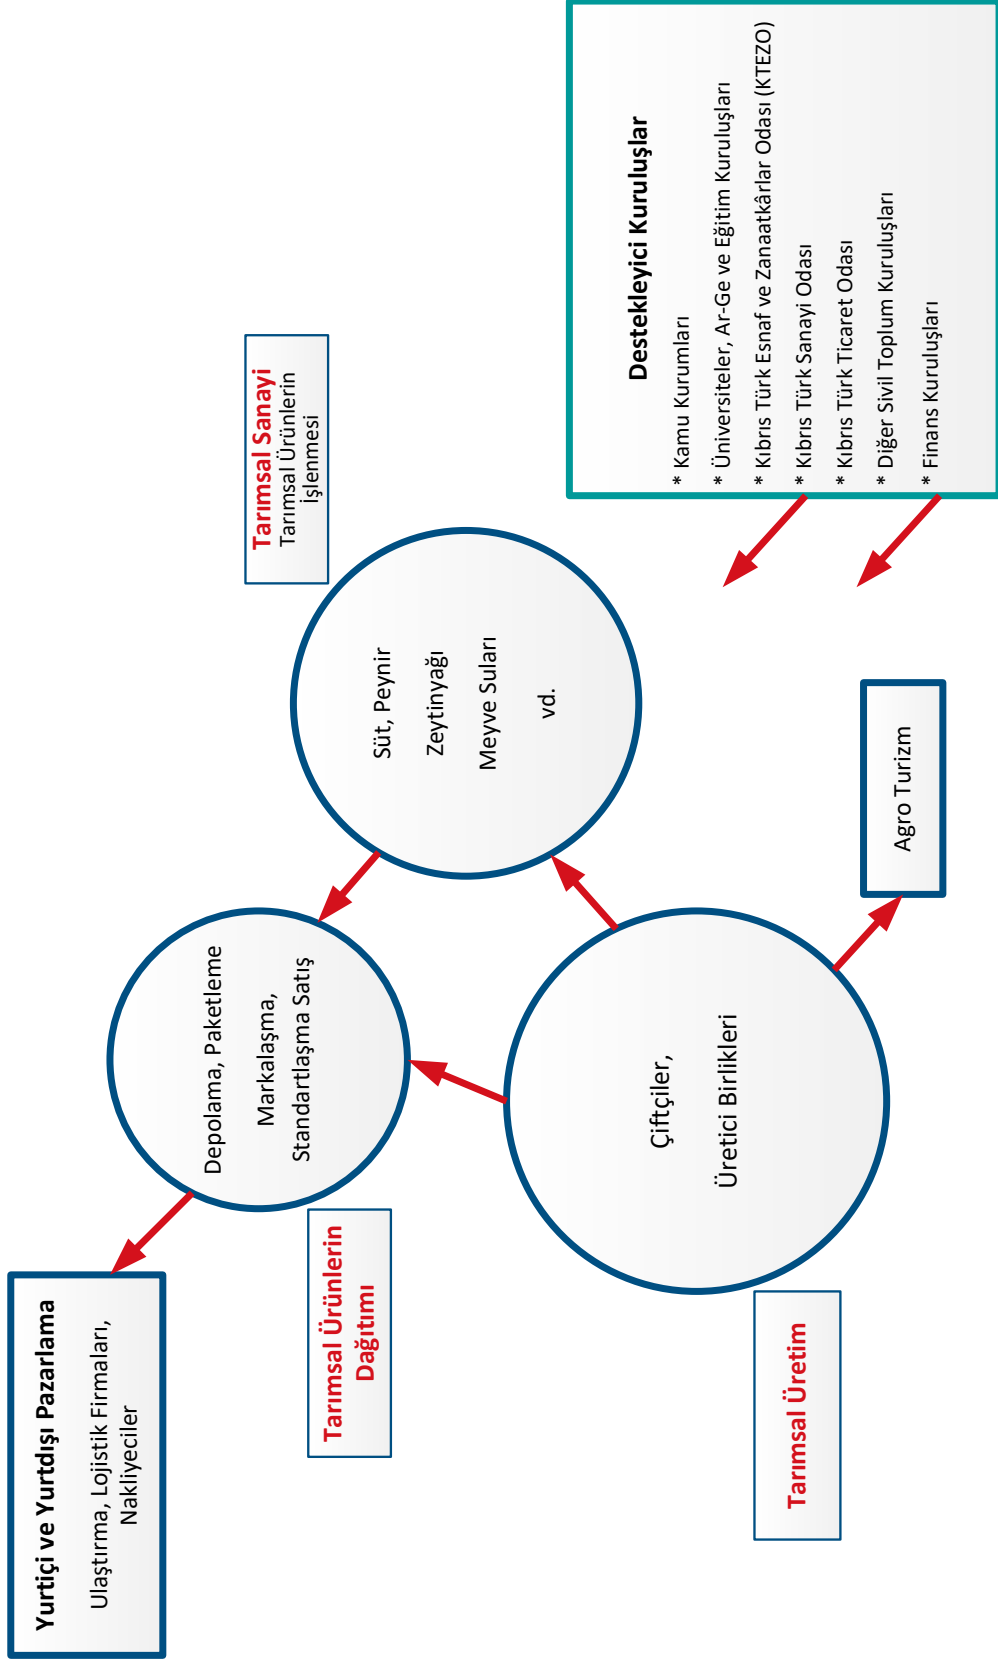 Yurtiçi ve Yurtdışı Pazarlama
Ulaştırma, Lojistik Firmaları,
Nakliyeciler
Depolama, Paketleme
Markalaşma,
Standartlaşma Satış
Tarımsal Ürünlerin
Dağıtımı
Tarımsal Sanayi
Tarımsal Ürünlerin
İşlenmesi
Süt, Peynir
Zeytinyağı
Meyve Suları
vd.
Çiftçiler,
Üretici Birlikleri
Tarımsal Üretim
Agro Turizm
Destekleyici Kuruluşlar
* Kamu Kurumları
* Üniversiteler, Ar-Ge ve Eğitim Kuruluşları
* Kıbrıs Türk Esnaf ve Zanaatkârlar Odası (KTEZO)
* Kıbrıs Türk Sanayi Odası
* Kıbrıs Türk Ticaret Odası
* Diğer Sivil Toplum Kuruluşları
* Finans Kuruluşları